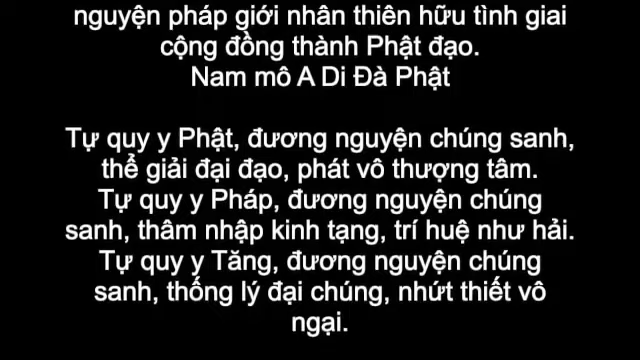 nguyện pháp giới nhân thiên hữu tình giai
cộng đồng thành Phật đạo.
Nam mô A Di Đà Phật
Tự quy y Phật, đương nguyện chúng sanh,
thể giải đại đạo, phát vô thượng tâm.
Tự quy y Pháp, đương nguyện chúng
sanh, thâm nhập kinh tạng, trí huệ như hải.
Tự quy y Tăng, đương nguyện chúng
sanh, thống lý đại chúng, nhứt thiết vô
ngại.